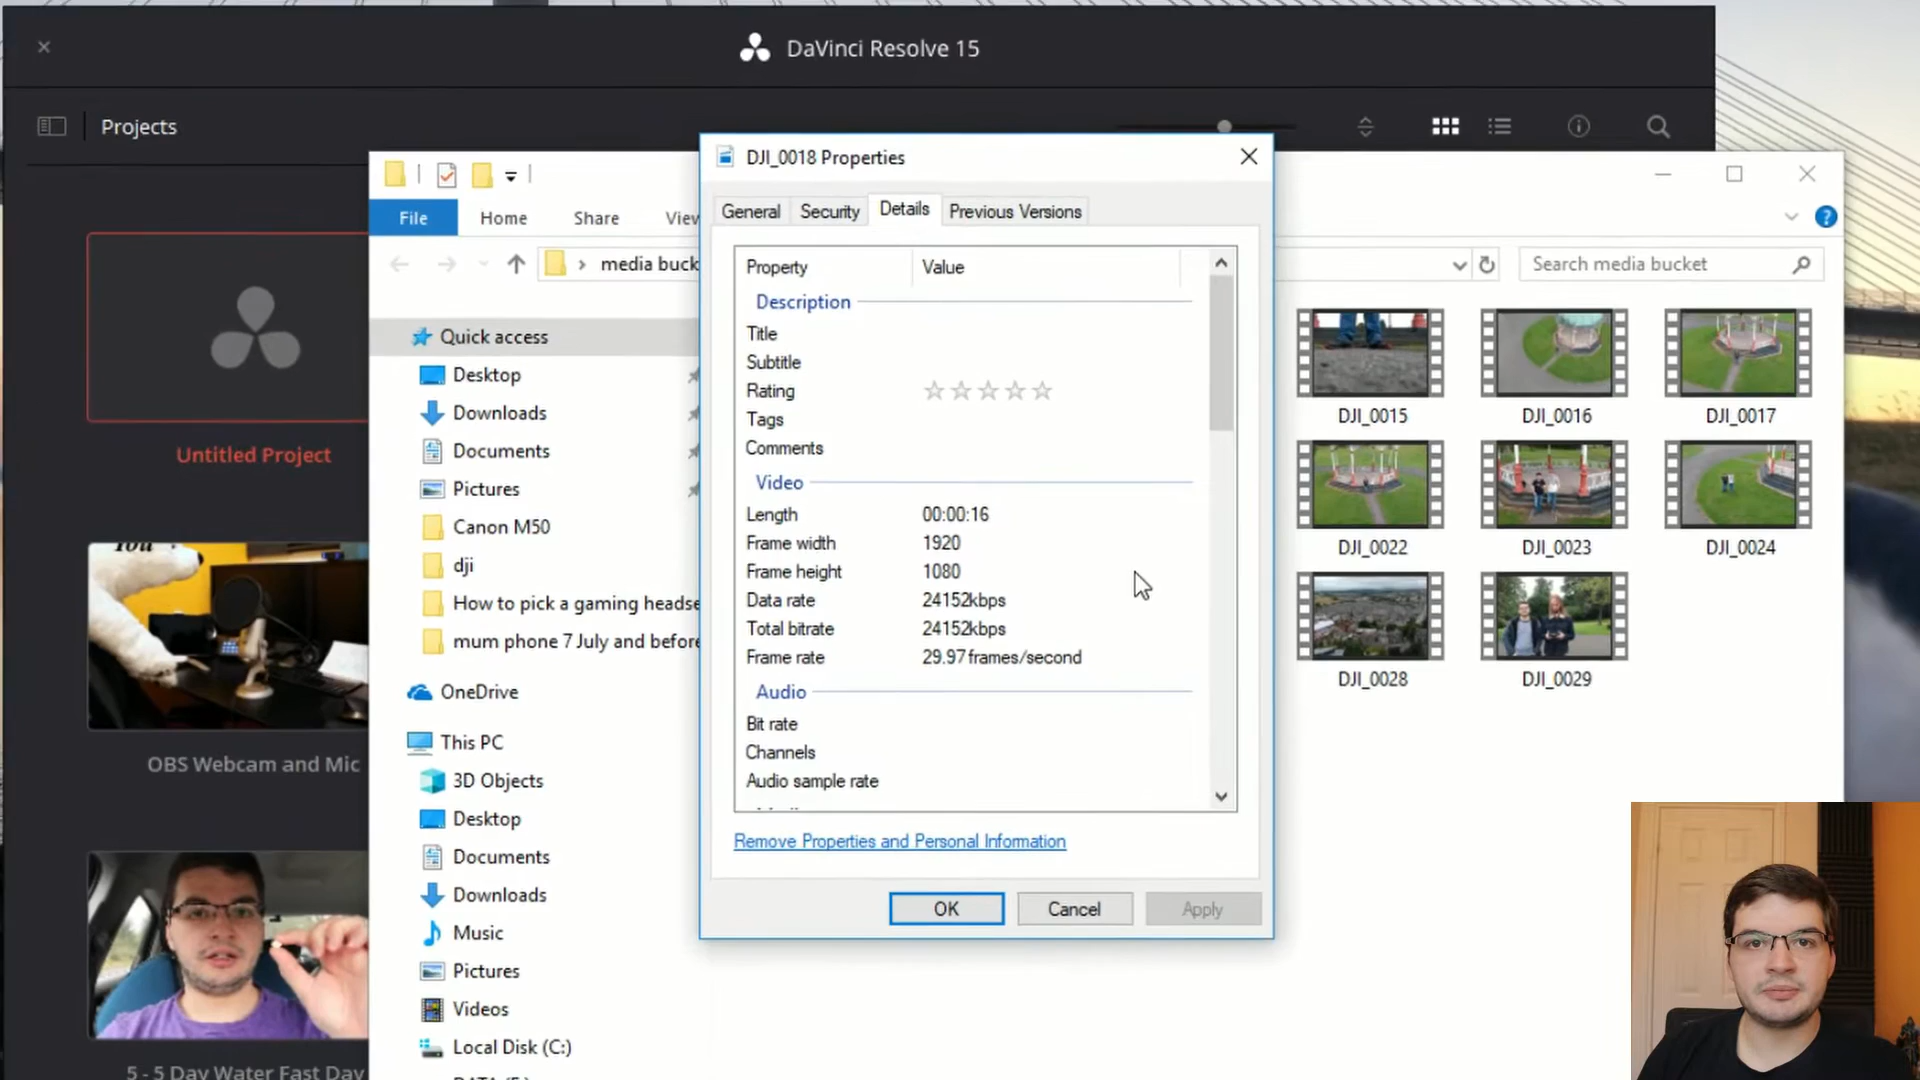 DaVinci Resolve 15
Projects
Untitled Project
You
OBS Webcam and Mic
5 - 5 Day Water Fast Day
File
Home
Share
View
media buck
Search media bucket
Quick access
Desktop
Downloads
Documents
Pictures
Canon M50
dji
How to pick a gaming headse
mum phone 7 July and before
OneDrive
This PC
3D Objects
Desktop
Documents
Downloads
Music
Pictures
Videos
Local Disk (C:)
DJI_0018 Properties
General
Security
Details
Previous Versions
Property Value
Description
Title
Subtitle
Rating
Tags
Comments
Video
Length 00:00:16
Frame width 1920
Frame height 1080
Data rate 24152kbps
Total bitrate 24152kbps
Frame rate 29.97 frames/second
Audio
Bit rate
Channels
Audio sample rate
Remove Properties and Personal Information
OK
Cancel
Apply
DJI_0015
DJI_0016
DJI_0017
DJI_0022
DJI_0023
DJI_0024
DJI_0028
DJI_0029